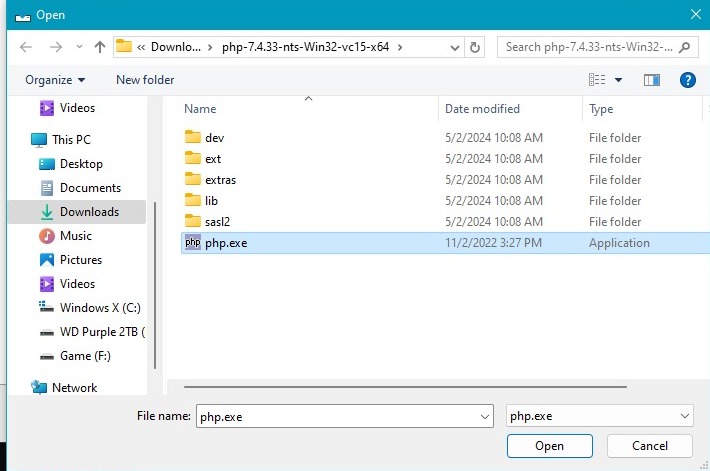 Open
« Downlo... › php-7.4.33-nts-Win32-vc15-x64 ›
Search php-7.4.33-nts-Win32-...
Organize
New folder
Videos
This PC
Desktop
Documents
Downloads
Music
Pictures
Videos
Windows X (C:)
WD Purple 2TB (
Game (F:)
Network
Name Date modified Type
dev 5/2/2024 10:08 AM File folder
ext 5/2/2024 10:08 AM File folder
extras 5/2/2024 10:08 AM File folder
lib 5/2/2024 10:08 AM File folder
sasl2 5/2/2024 10:08 AM File folder
php php.exe 11/2/2022 3:27 PM Application
File name: php.exe php.exe
Open Cancel